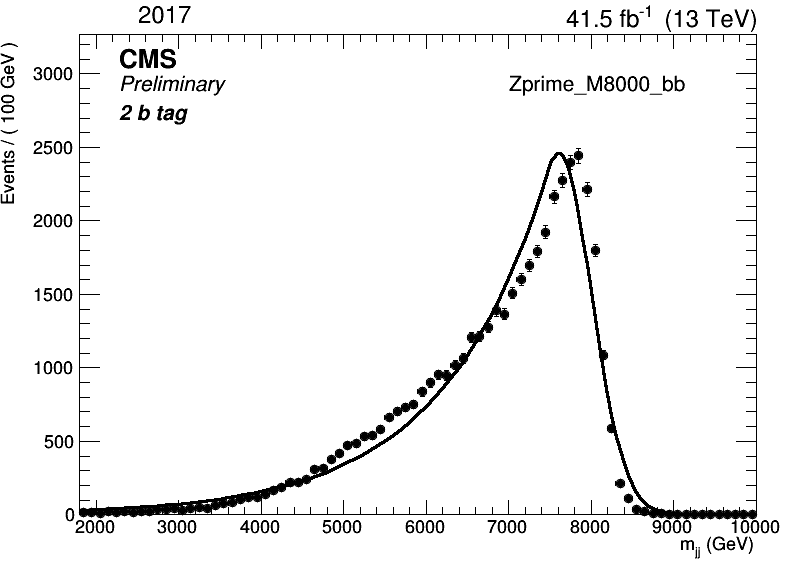 2017
41.5 fb-1 (13 TeV)
CMS
Preliminary
2 b tag
Zprime_M8000_bb
Events / ( 100 GeV )
3000
2500
2000
1500
1000
500
0
2000 3000 4000 5000 6000 7000 8000 9000 10000
mjj (GeV)